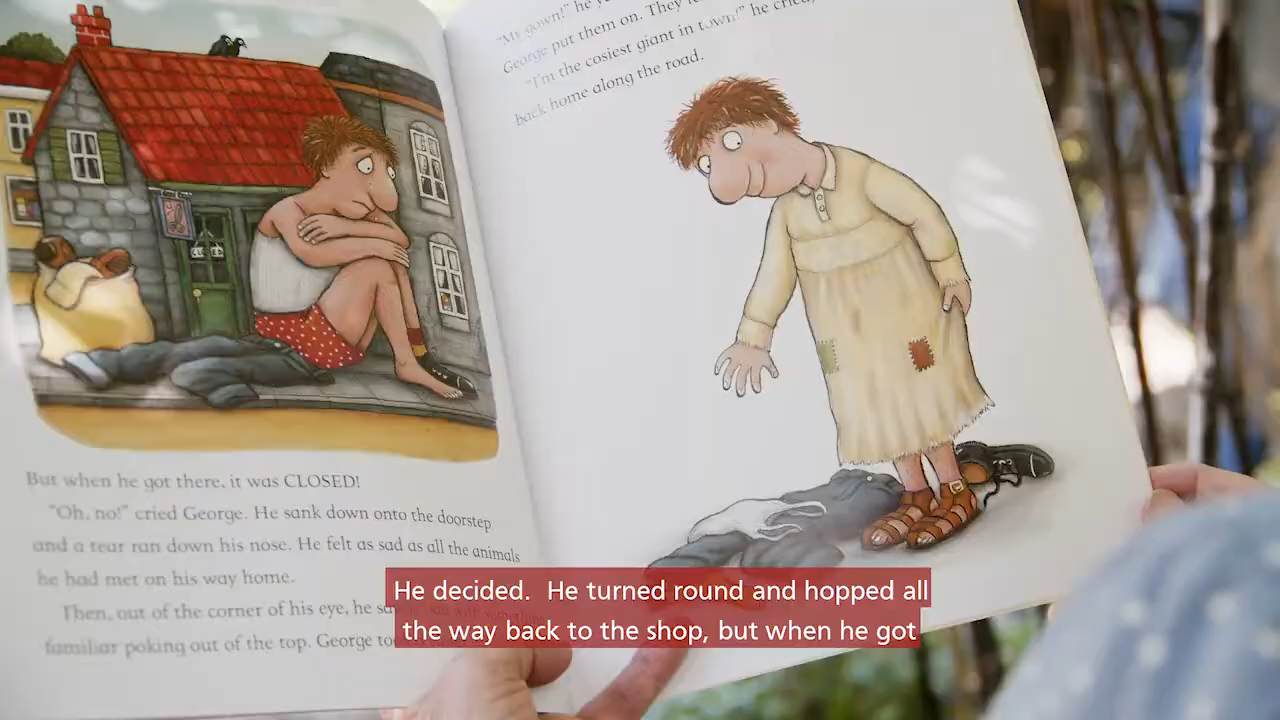 But when he got there, it was CLOSED!
"Oh, no!" cried George. He sank down onto the doorstep
and a tear ran down his nose. He felt as sad as all the animals
he had met on his way home.
Then, out of the corner of his eye, he
familiar poking out of the top. George
"My gown!" he
George put them on. They
"I'm the cosiest giant in town!" he cried,
back home along the road.
He decided. He turned round and hopped all
the way back to the shop, but when he got